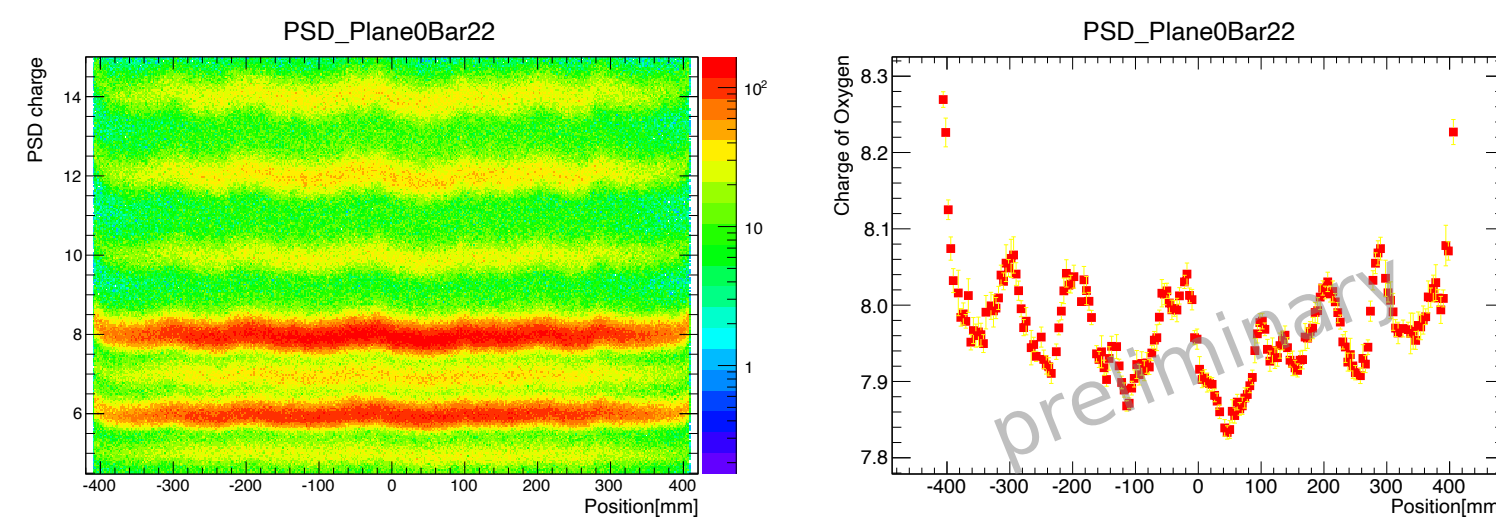 PSD_Plane0Bar22
PSD charge
14
12
10
8
6
-400 -300 -200 -100 0 100 200 300 400
Position[mm]
10²
10
1
PSD_Plane0Bar22
Charge of Oxygen
8.3
8.2
8.1
8.0
7.9
7.8
-400 -300 -200 -100 0 100 200 300 400
Position[mm
preliminary